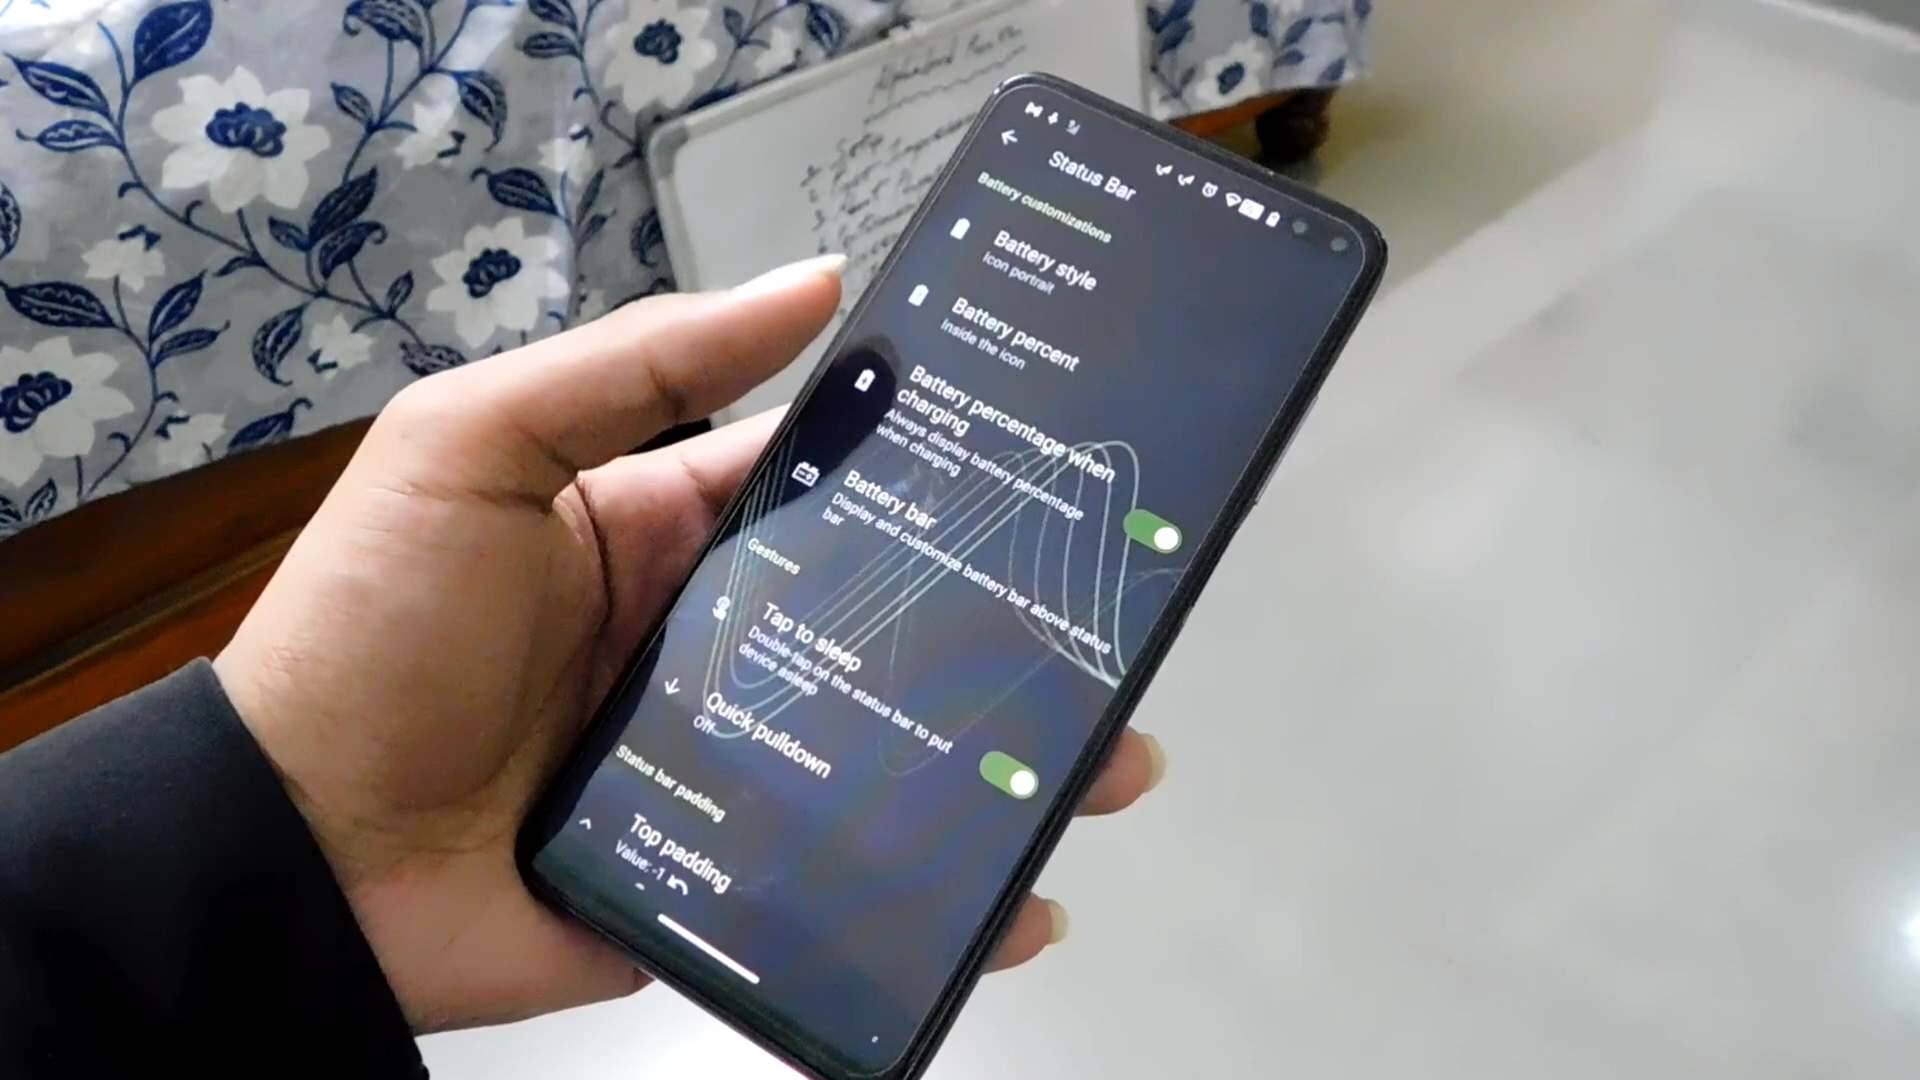 Status Bar
Battery customizations
Battery style
Icon portrait
Battery percent
Inside the icon
Battery percentage when
charging
Always display battery percentage
when charging
Battery bar
Display and customize battery bar above status
bar
Gestures
Tap to sleep
Double-tap on the status bar to put
device asleep
Quick pulldown
Off
Status bar padding
Top padding
Value: -1